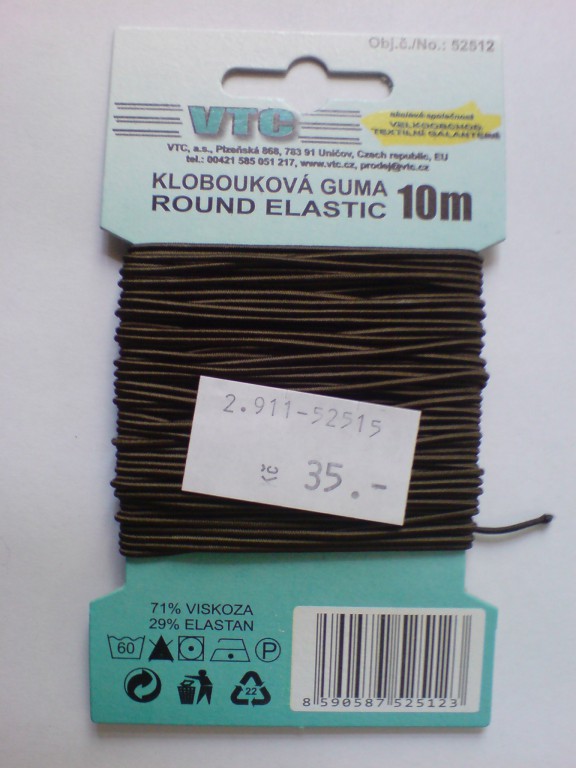 Obj.č./No.: 52512
VTC
obchodní společnost
VELKOOBCHOD
TEXTILNÍ GALANTERIE
VTC, a.s., Plzeňská 868, 783 91 Uničov, Czech republic, EU
tel.: 00421 585 051 217, www.vtc.cz, prodej@vtc.cz
KLOBOUKOVÁ GUMA
ROUND ELASTIC 10m
2.911-52515
Kč 35.-
71% VISKOZA
29% ELASTAN
60 P
22
8 590587 525123